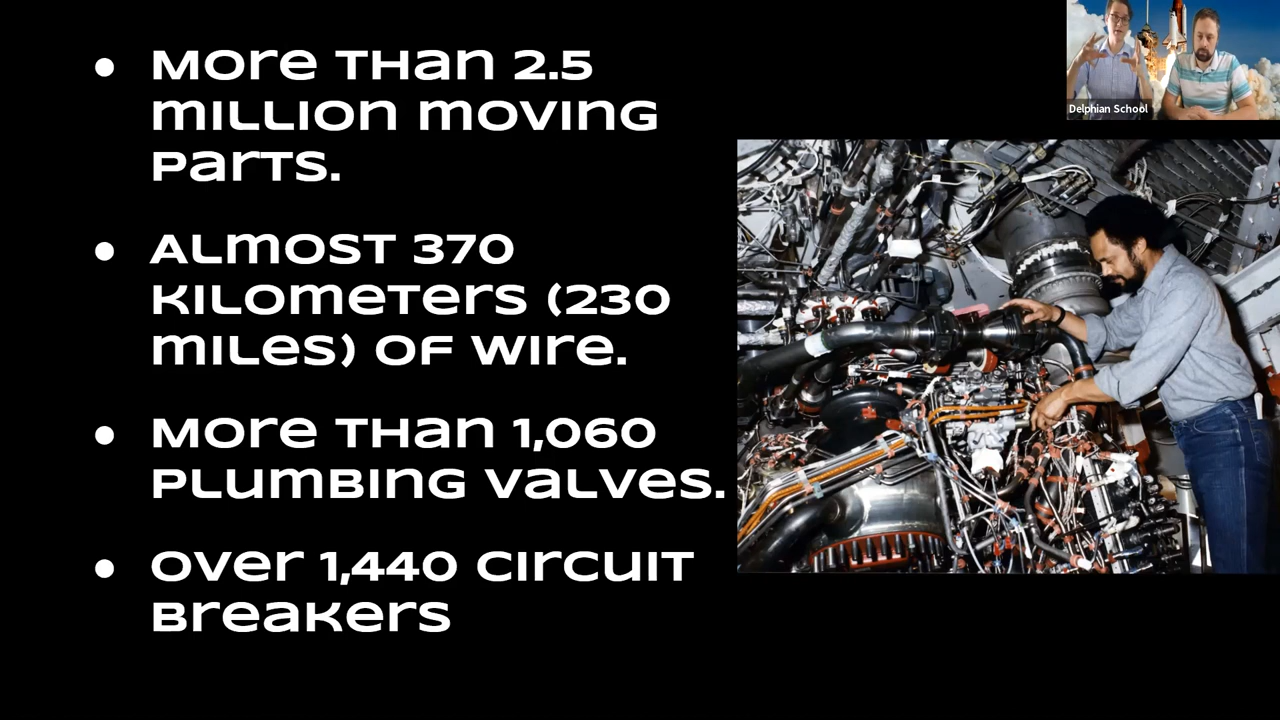 • More than 2.5
million moving
parts.
• Almost 370
kilometers (230
miles) of wire.
• More than 1,060
plumbing valves.
• Over 1,440 circuit
breakers
Delphian School